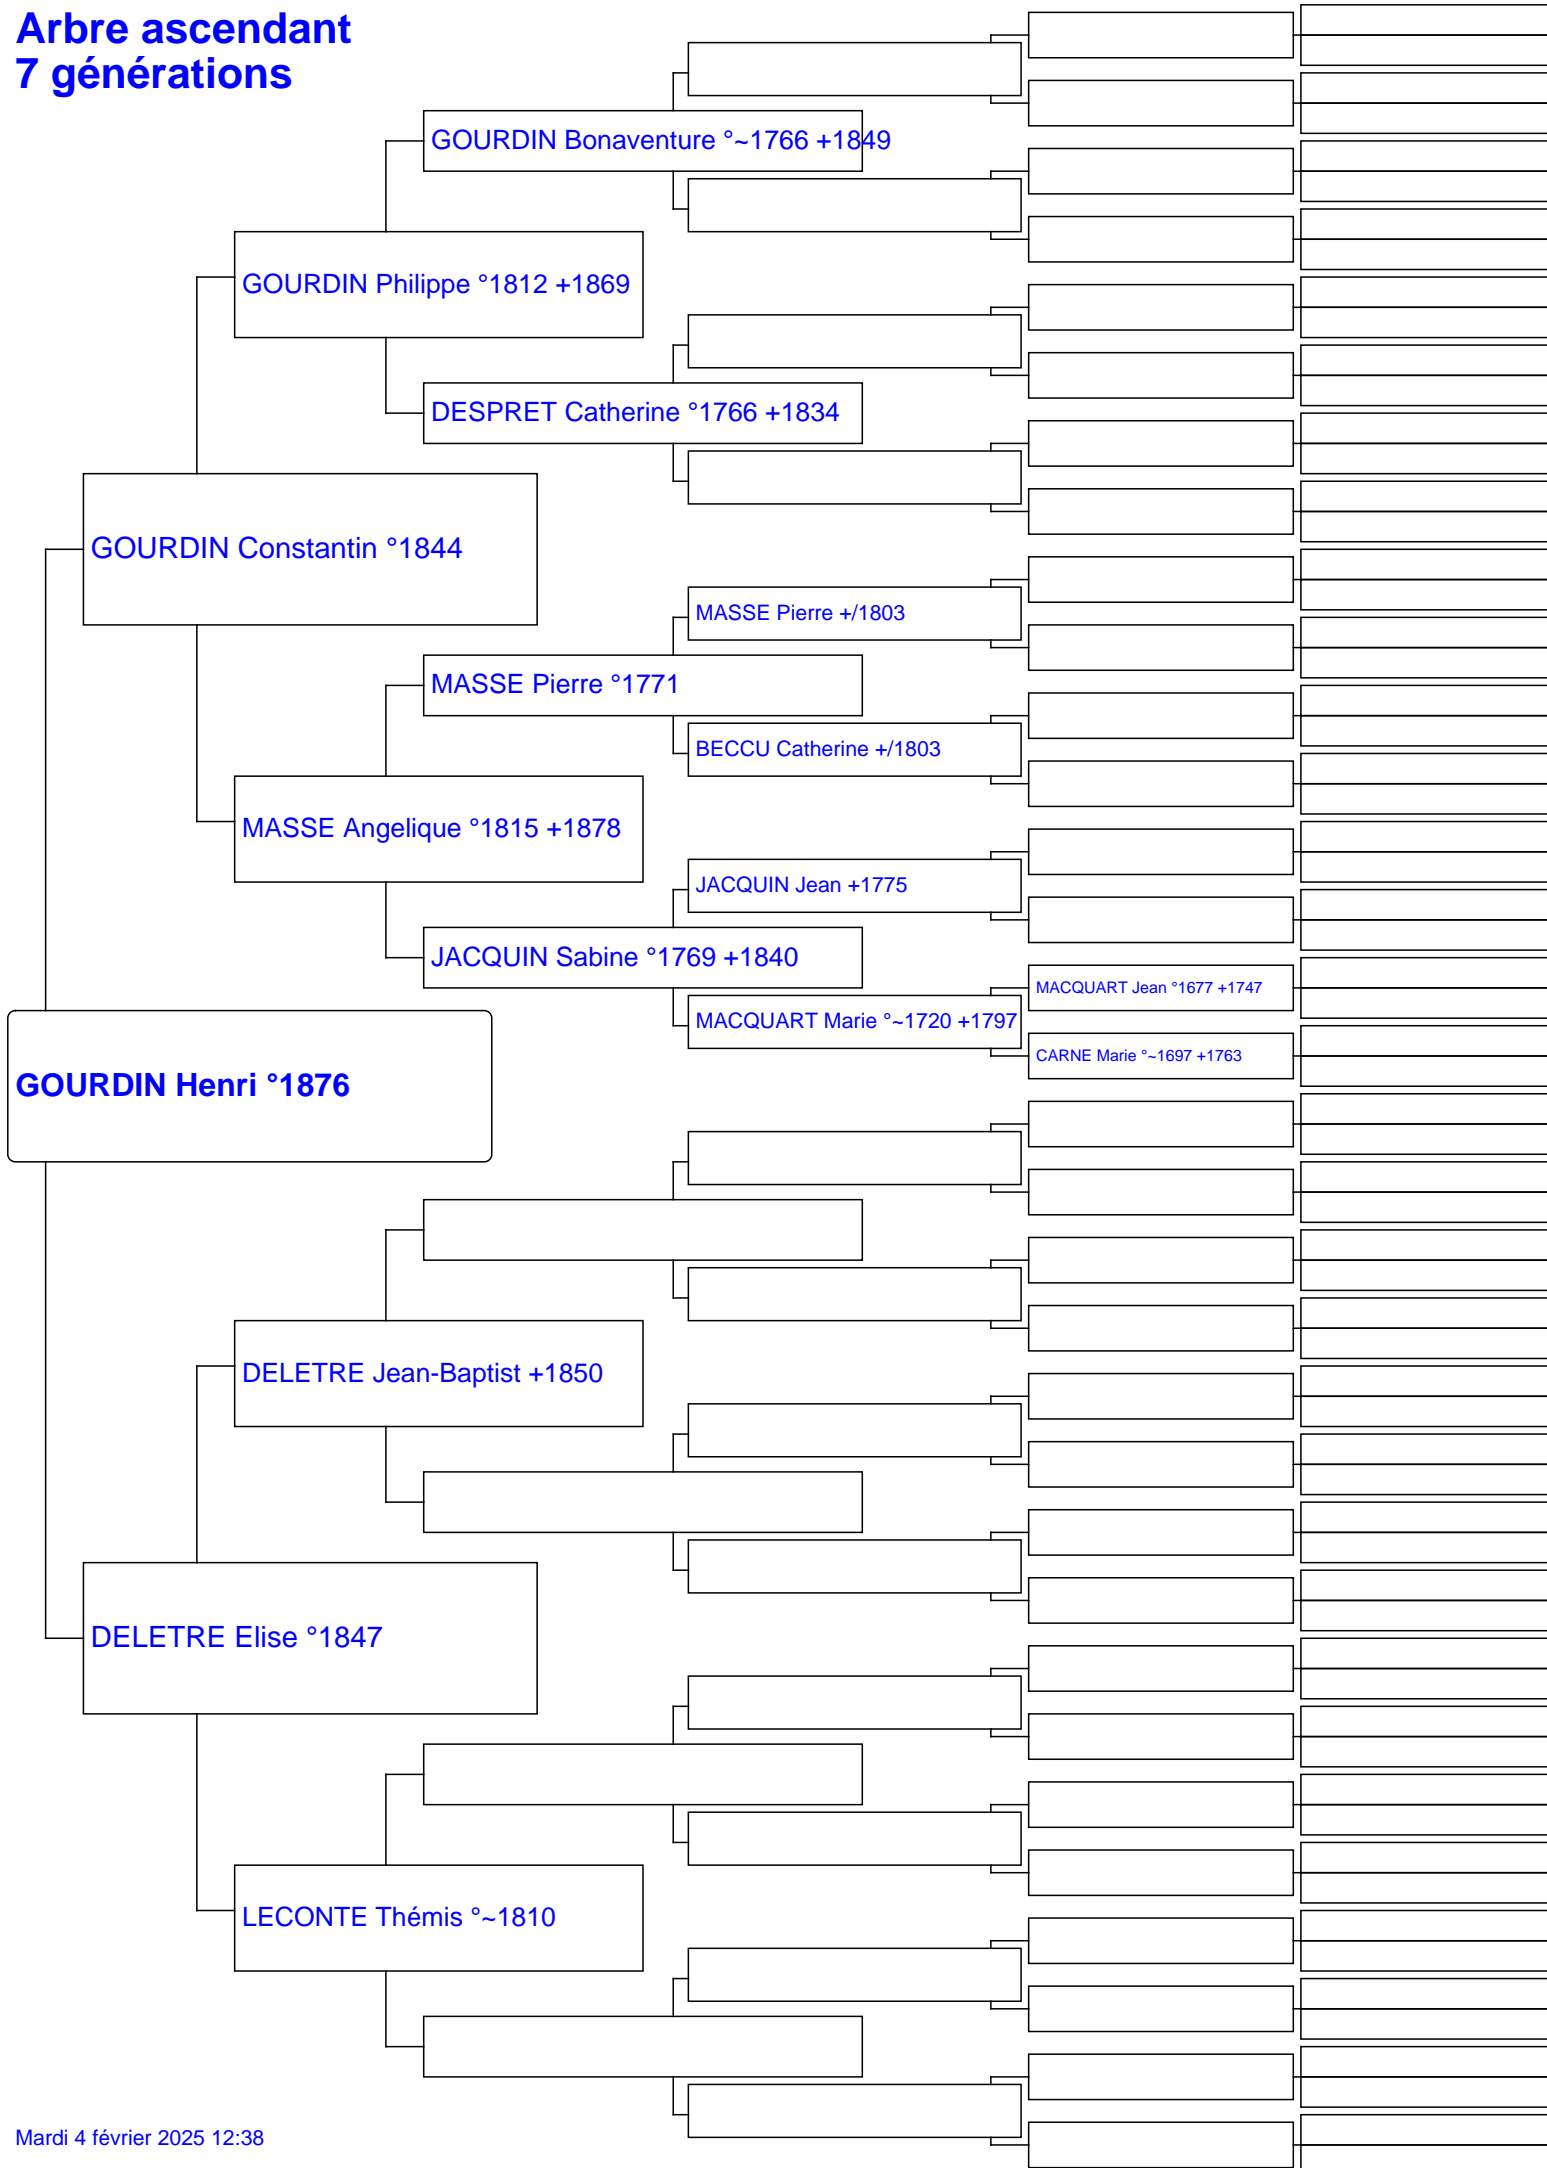 Arbre ascendant
7 générations
GOURDIN Bonaventure °~1766 +1849
GOURDIN Philippe °1812 +1869
DESPRET Catherine °1766 +1834
GOURDIN Constantin °1844
MASSE Pierre +/1803
MASSE Pierre °1771
BECCU Catherine +/1803
MASSE Angelique °1815 +1878
JACQUIN Jean +1775
JACQUIN Sabine °1769 +1840
MACQUART Jean °1677 +1747
MACQUART Marie °~1720 +1797
CARNE Marie °~1697 +1763
GOURDIN Henri °1876
DELETRE Jean-Baptist +1850
DELETRE Elise °1847
LECONTE Thémis °~1810
Mardi 4 février 2025 12:38